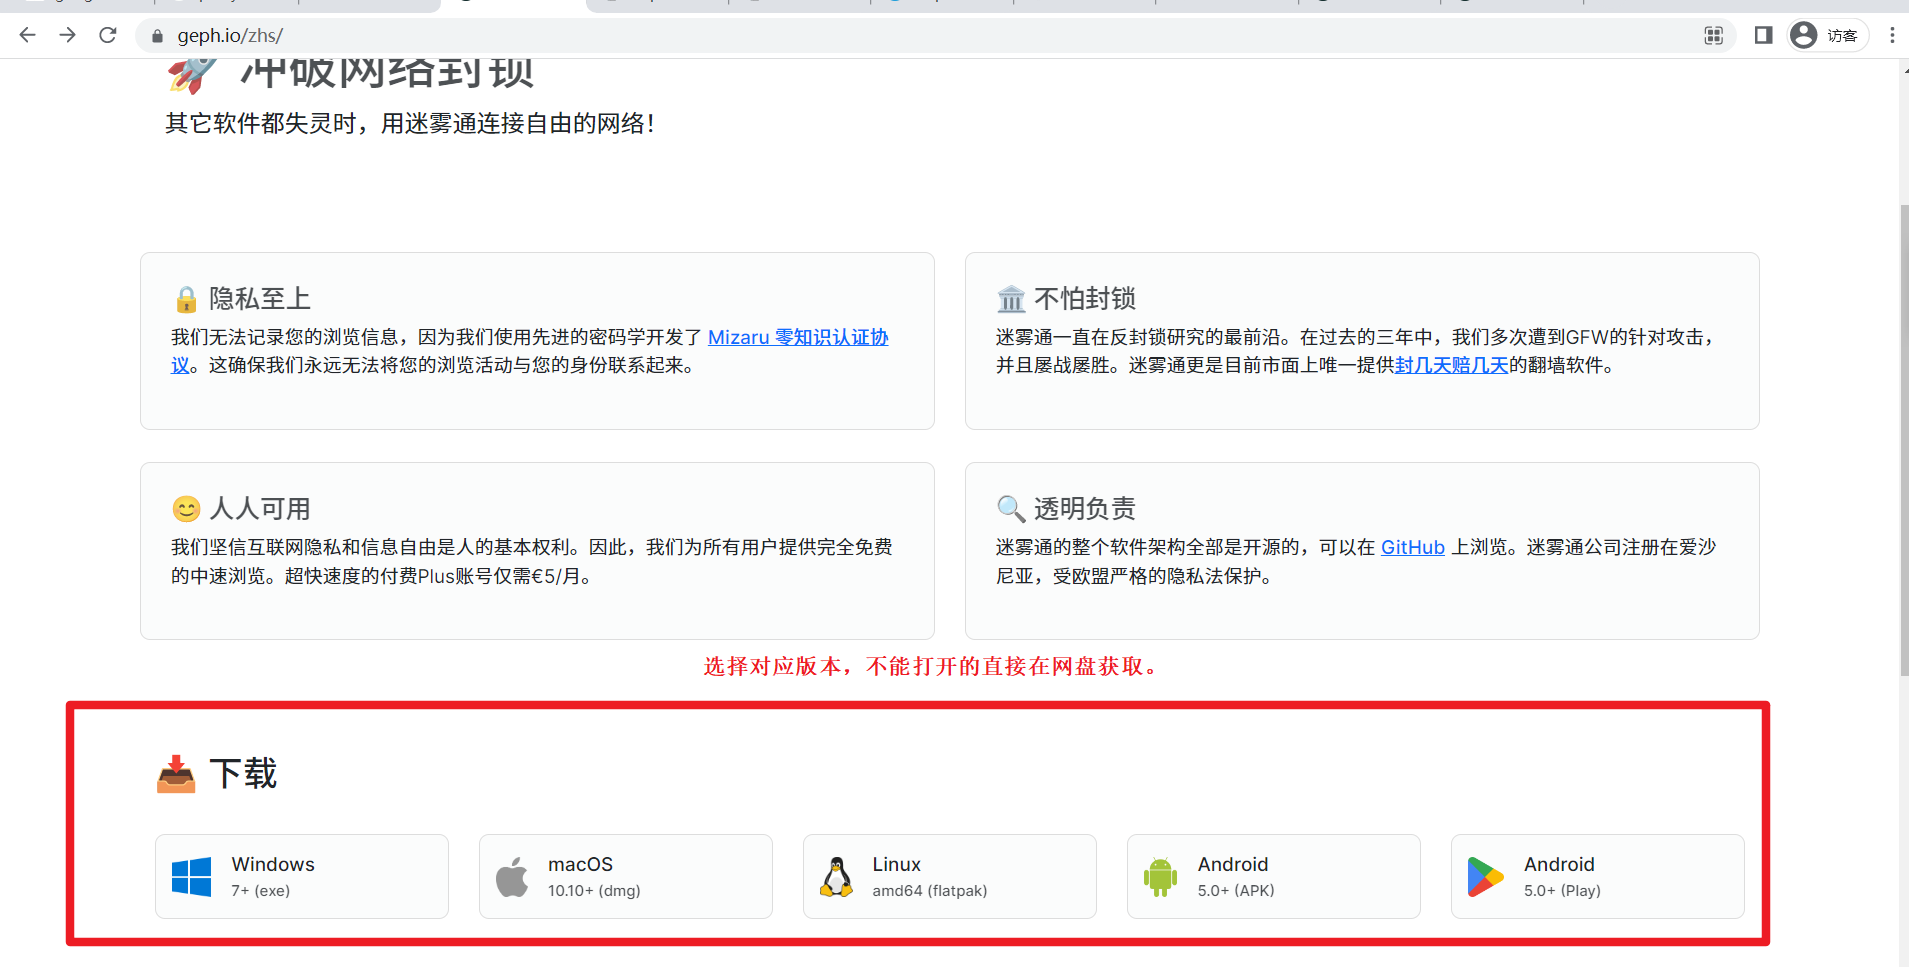 geph.io/zhs/
访客
冲破网络封锁
其它软件都失灵时，用迷雾通连接自由的网络！
隐私至上
我们无法记录您的浏览信息，因为我们使用先进的密码学开发了 Mizaru 零知识认证协
议。这确保我们永远无法将您的浏览活动与您的身份联系起来。
不怕封锁
迷雾通一直在反封锁研究的最前沿。在过去的三年中，我们多次遭到GFW的针对攻击，
并且屡战屡胜。迷雾通更是目前市面上唯一提供封几天赔几天的翻墙软件。
人人可用
我们坚信互联网隐私和信息自由是人的基本权利。因此，我们为所有用户提供完全免费
的中速浏览。超快速度的付费Plus账号仅需€5/月。
透明负责
迷雾通的整个软件架构全部是开源的，可以在 GitHub 上浏览。迷雾通公司注册在爱沙
尼亚，受欧盟严格的隐私法保护。
选择对应版本，不能打开的直接在网盘获取。
下载
Windows
7+ (exe)
macOS
10.10+ (dmg)
Linux
amd64 (flatpak)
Android
5.0+ (APK)
Android
5.0+ (Play)